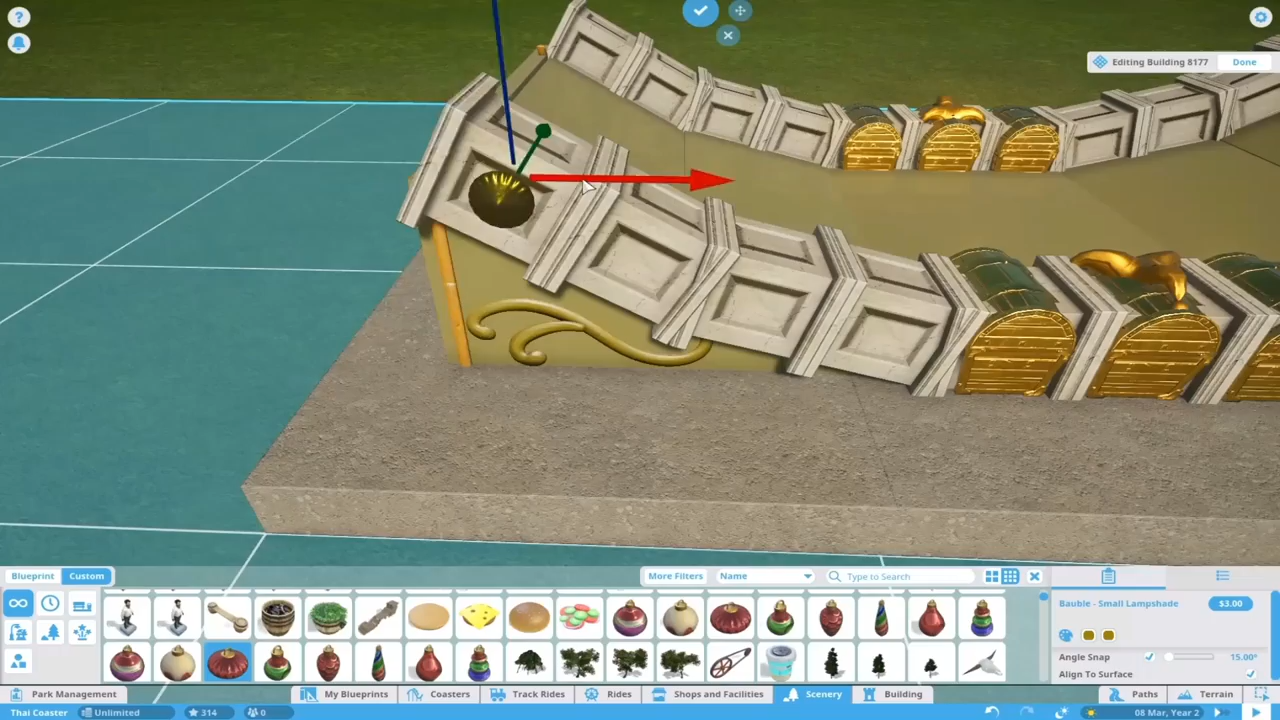 ?
Editing Building 8177 Done
Blueprint Custom
More Filters Name Type to Search
Bauble - Small Lampshade $3.00
Angle Snap 15.00°
Align To Surface
Park Management My Blueprints Coasters Track Rides Rides Shops and Facilities Scenery Building Paths Terrain
Thai Coaster Unlimited 314 0 08 Mar, Year 2